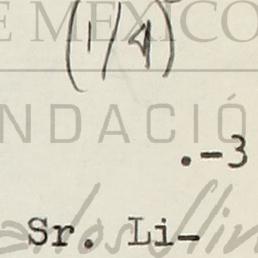 E MEXICO
(1/4)
NDACIÓ
.-3
Sr. Li-